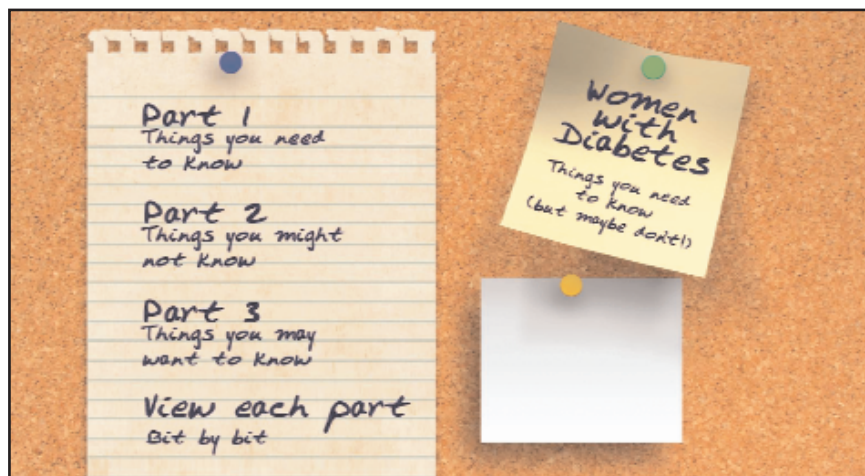 Part 1
Things you need
to know
Part 2
Things you might
not know
Part 3
Things you may
want to know
View each part
Bit by bit
Women
with
Diabetes
Things you need
to know
(but maybe don't!)